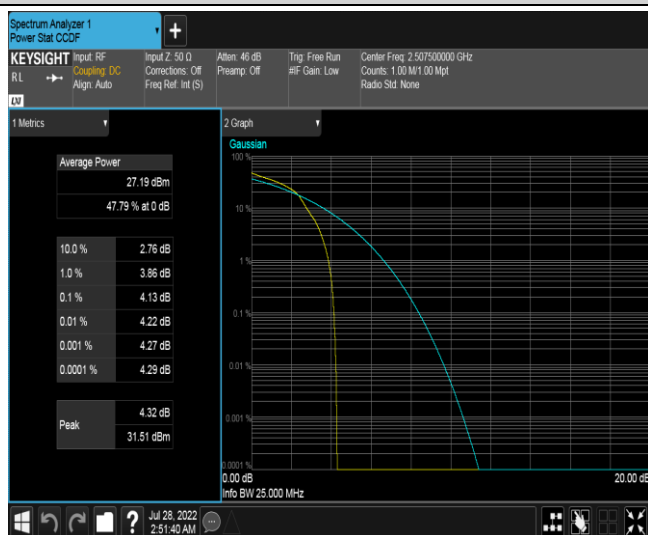 Spectrum Analyzer 1
Power Stat CCDF
▼
+
KEYSIGHT
RL
LXI
Input: RF
Coupling: DC
Align: Auto
Input Z: 50 Ω
Corrections: Off
Freq Ref: Int (S)
Atten: 46 dB
Preamp: Off
Trig: Free Run
#IF Gain: Low
Center Freq: 2.507500000 GHz
Counts: 1.00 M/1.00 Mpt
Radio Std: None
1 Metrics
▼
Average Power
27.19 dBm
47.79 % at 0 dB
10.0 % 2.76 dB
1.0 % 3.86 dB
0.1 % 4.13 dB
0.01 % 4.22 dB
0.001 % 4.27 dB
0.0001 % 4.29 dB
Peak
4.32 dB
31.51 dBm
2 Graph
▼
Gaussian
100 %
10 %
1 %
0.1 %
0.01 %
0.001 %
0.0001 %
0.00 dB
20.00 dB
Info BW 25.000 MHz
?
Jul 28, 2022
2:51:40 AM